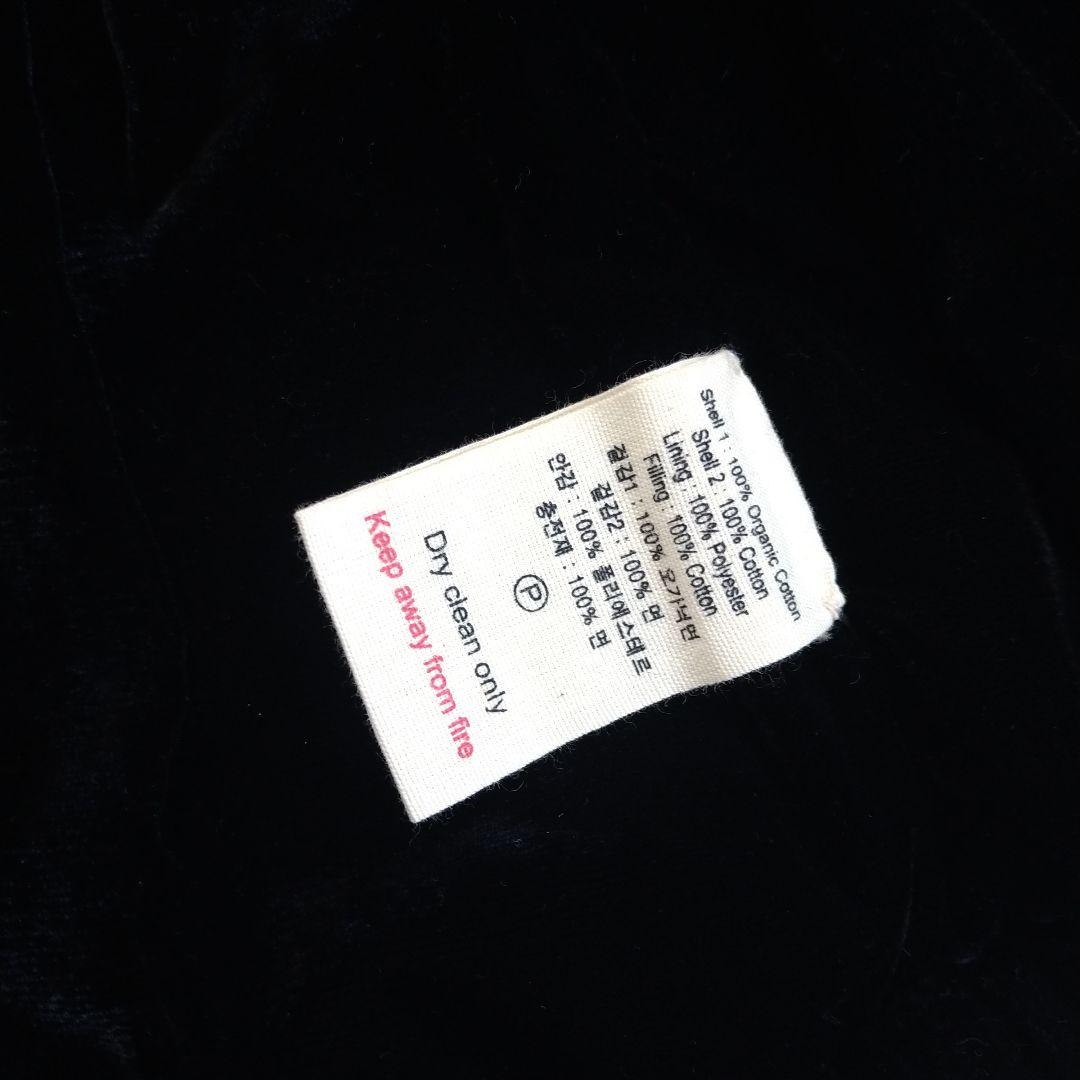 Shell 1 : 100% Organic Cotton
Shell 2 : 100% Cotton
Lining : 100% Polyester
Filling : 100% Cotton
겉감1 : 100% 오가닉면
겉감2 : 100% 면
안감 : 100% 폴리에스테르
충전재 : 100% 면
P
Dry clean only
Keep away from fire